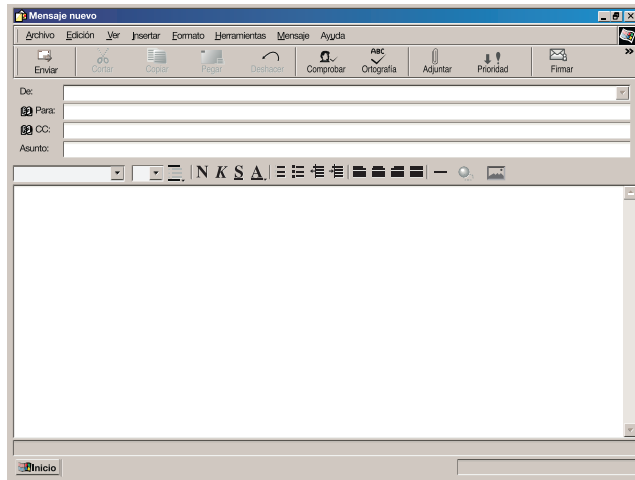 Mensaje nuevo
Archivo Edición Ver Insertar Formato Herramientas Mensaje Ayuda
Enviar Cortar Copiar Pegar Deshacer Comprobar ABC Ortografía Adjuntar Prioridad Firmar
De:
Para:
CC:
Asunto:
N K S A
Inicio